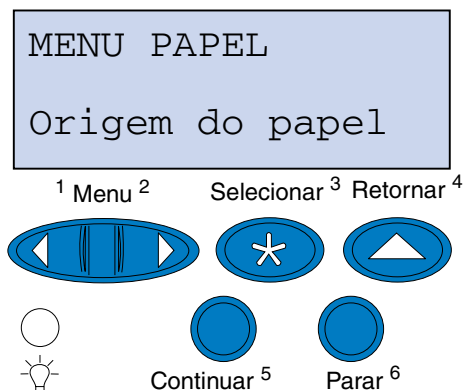 MENU PAPEL
Origem do papel
1 Menu 2 Selecionar 3 Retornar 4
Continuar 5 Parar 6